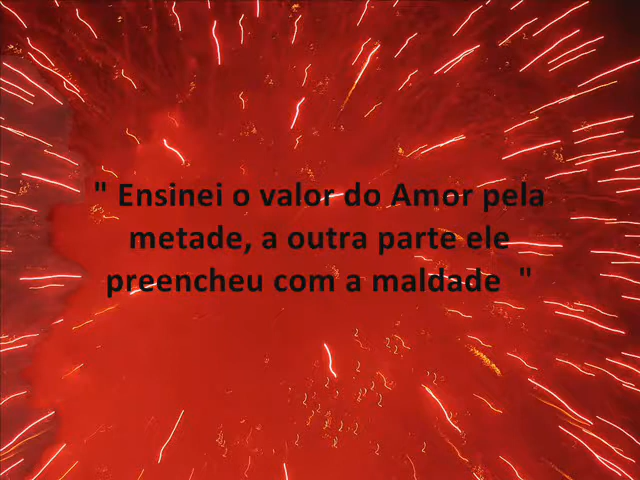 " Ensinei o valor do Amor pela
metade, a outra parte ele
preencheu com a maldade  "